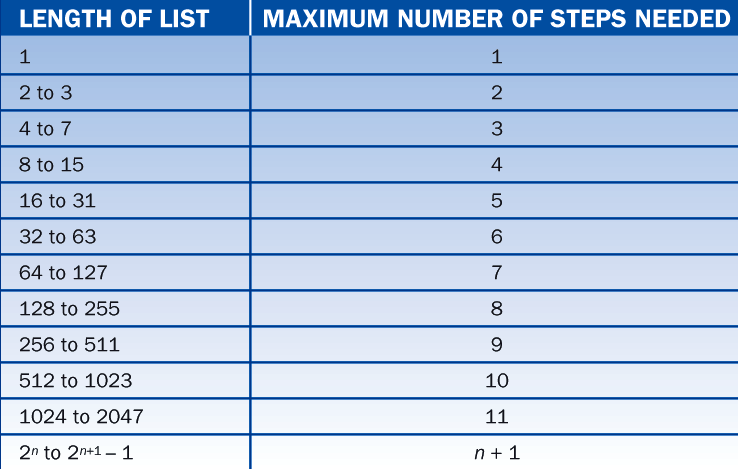 LENGTH OF LIST MAXIMUM NUMBER OF STEPS NEEDED
1 1
2 to 3 2
4 to 7 3
8 to 15 4
16 to 31 5
32 to 63 6
64 to 127 7
128 to 255 8
256 to 511 9
512 to 1023 10
1024 to 2047 11
2ⁿ to 2ⁿ⁺¹ – 1 n + 1